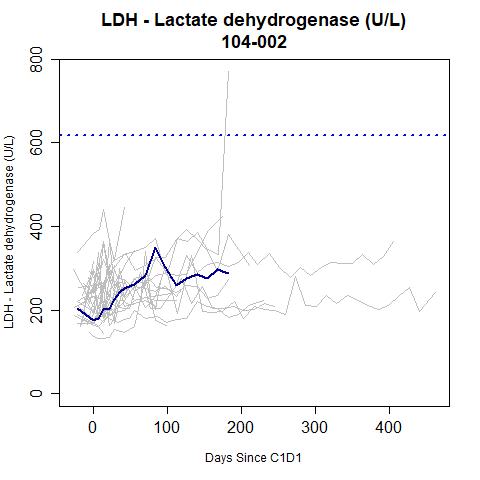 LDH - Lactate dehydrogenase (U/L)
104-002
LDH - Lactate dehydrogenase (U/L)
800
600
400
200
0
0 100 200 300 400
Days Since C1D1